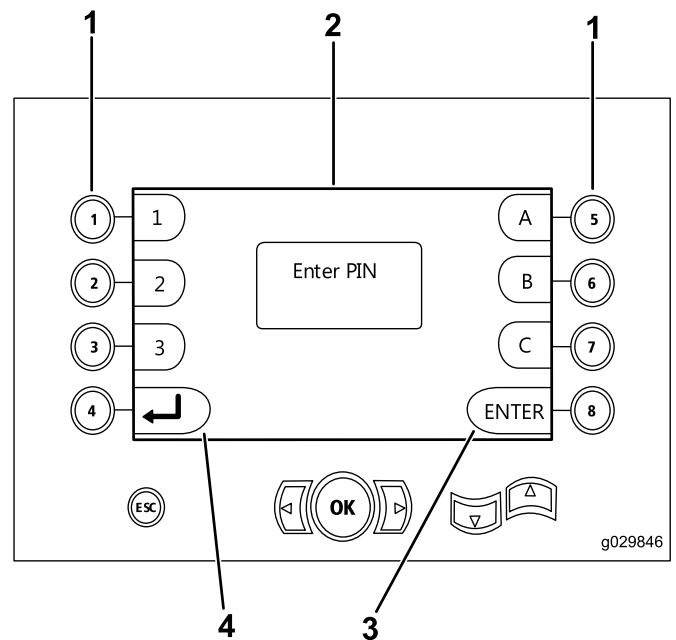 1 2 1
1 1 A 5
Enter PIN
2 2 B 6
3 3 C 7
4 ENTER 8
ESC OK
g029846
4 3